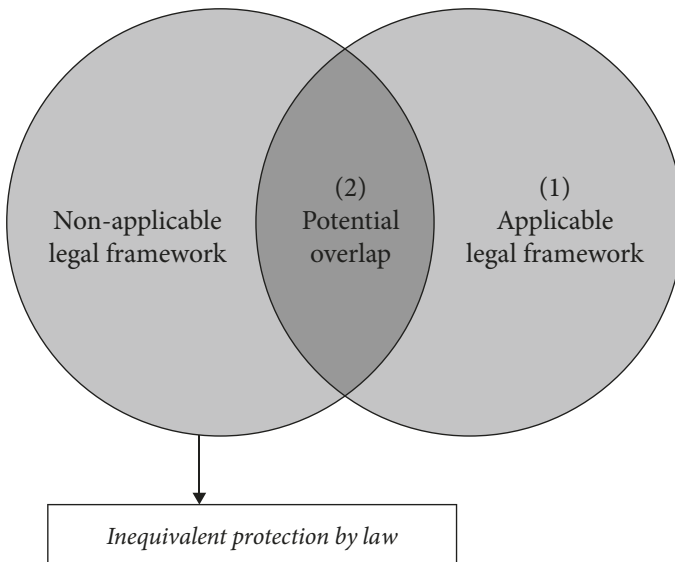 Non-applicable
legal framework
(2)
Potential
overlap
(1)
Applicable
legal framework
Inequivalent protection by law